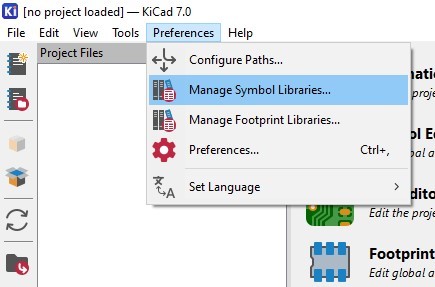 [no project loaded] — KiCad 7.0
File Edit View Tools Preferences Help
Project Files
Configure Paths...
Manage Symbol Libraries...
Manage Footprint Libraries...
Preferences... Ctrl+,
Set Language
Edit the proje
Footprint
Edit global a